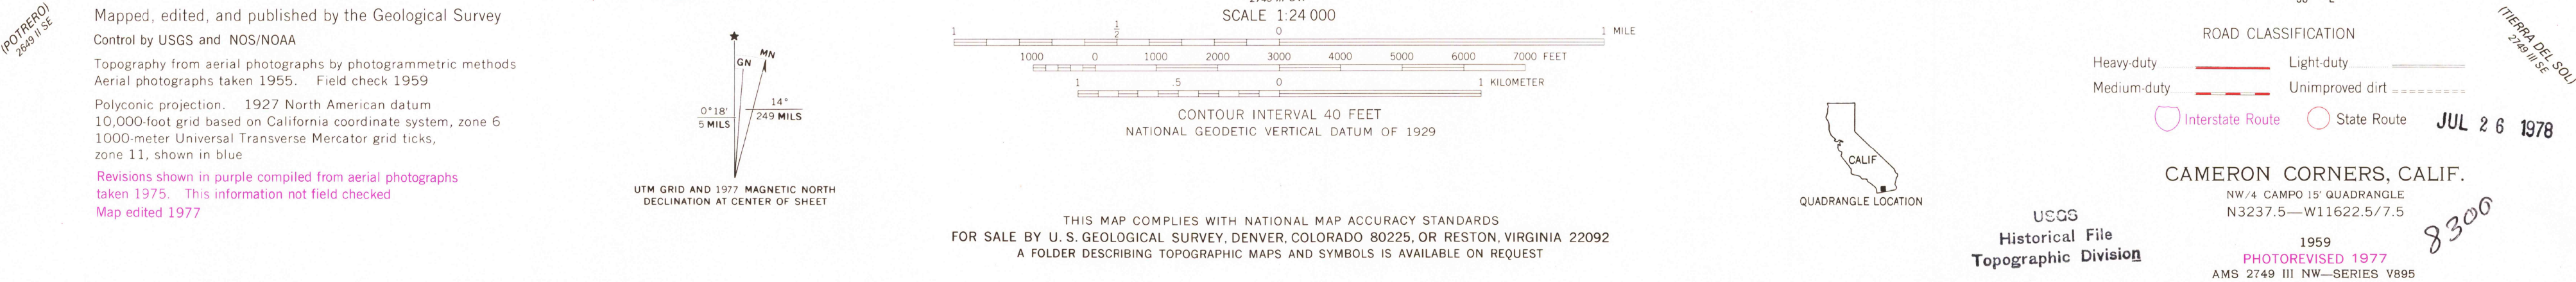 (POTRERO)
2649 II SE
Mapped, edited, and published by the Geological Survey
Control by USGS and NOS/NOAA
Topography from aerial photographs by photogrammetric methods
Aerial photographs taken 1955. Field check 1959
Polyconic projection. 1927 North American datum
10,000-foot grid based on California coordinate system, zone 6
1000-meter Universal Transverse Mercator grid ticks,
zone 11, shown in blue
Revisions shown in purple compiled from aerial photographs
taken 1975. This information not field checked
Map edited 1977
★
MN
GN
0°18′
5 MILS
14°
249 MILS
UTM GRID AND 1977 MAGNETIC NORTH
DECLINATION AT CENTER OF SHEET
SCALE 1:24 000
1 1/2 0 1 MILE
1000 0 1000 2000 3000 4000 5000 6000 7000 FEET
1 .5 0 1 KILOMETER
CONTOUR INTERVAL 40 FEET
NATIONAL GEODETIC VERTICAL DATUM OF 1929
THIS MAP COMPLIES WITH NATIONAL MAP ACCURACY STANDARDS
FOR SALE BY U. S. GEOLOGICAL SURVEY, DENVER, COLORADO 80225, OR RESTON, VIRGINIA 22092
A FOLDER DESCRIBING TOPOGRAPHIC MAPS AND SYMBOLS IS AVAILABLE ON REQUEST
CALIF
QUADRANGLE LOCATION
USGS
Historical File
Topographic Division
ROAD CLASSIFICATION
Heavy-duty Light-duty
Medium-duty Unimproved dirt
Interstate Route State Route
JUL 26 1978
CAMERON CORNERS, CALIF.
NW/4 CAMPO 15′ QUADRANGLE
N3237.5—W11622.5/7.5
1959
PHOTOREVISED 1977
AMS 2749 III NW—SERIES V895
8300
(TIERRA DEL SOL)
2749 III SE